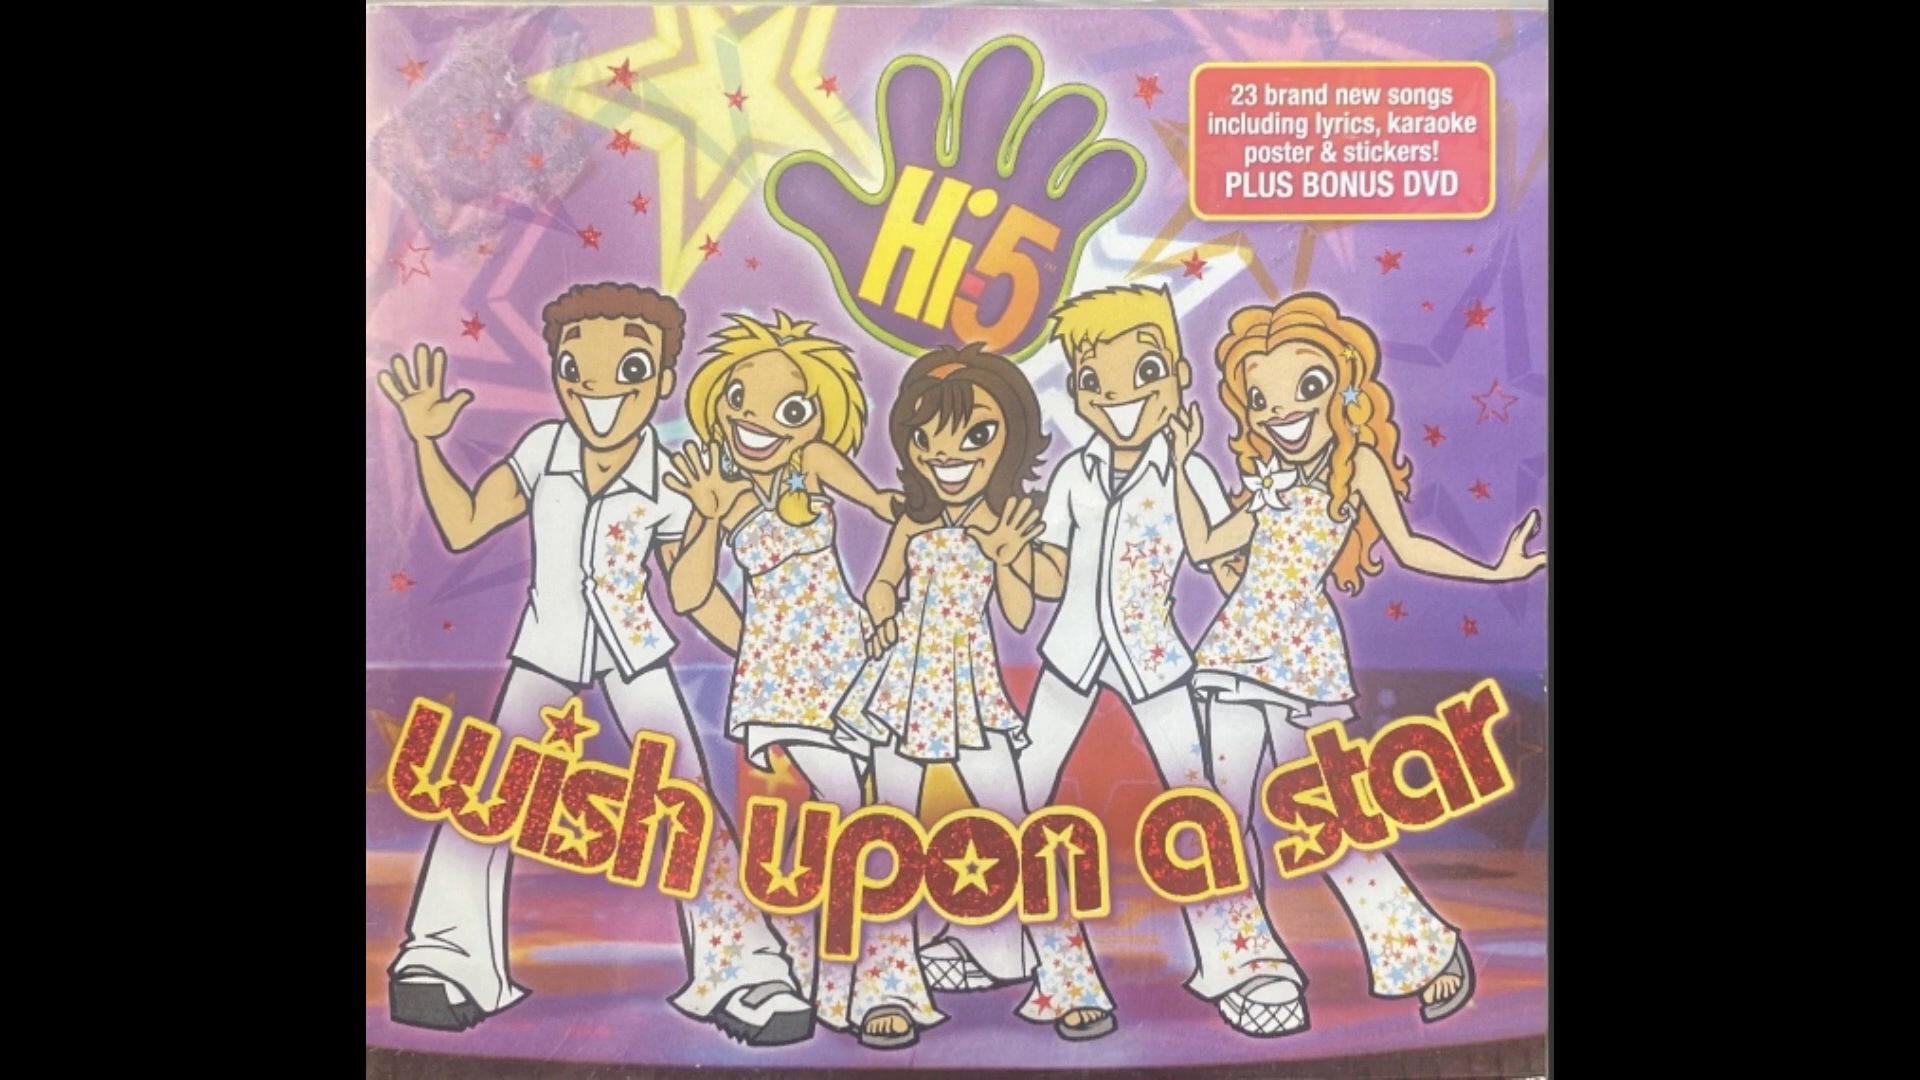 Hi-5
23 brand new songs
including lyrics, karaoke
poster & stickers!
PLUS BONUS DVD
wish upon a star